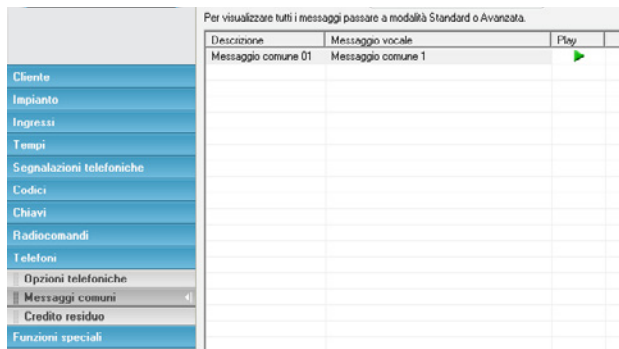 Per visualizzare tutti i messaggi passare a modalità Standard o Avanzata.
Descrizione Messaggio vocale Play
Messaggio comune 01 Messaggio comune 1
Cliente
Impianto
Ingressi
Tempi
Segnalazioni telefoniche
Codici
Chiavi
Radiocomandi
Telefoni
Opzioni telefoniche
Messaggi comuni
Credito residuo
Funzioni speciali